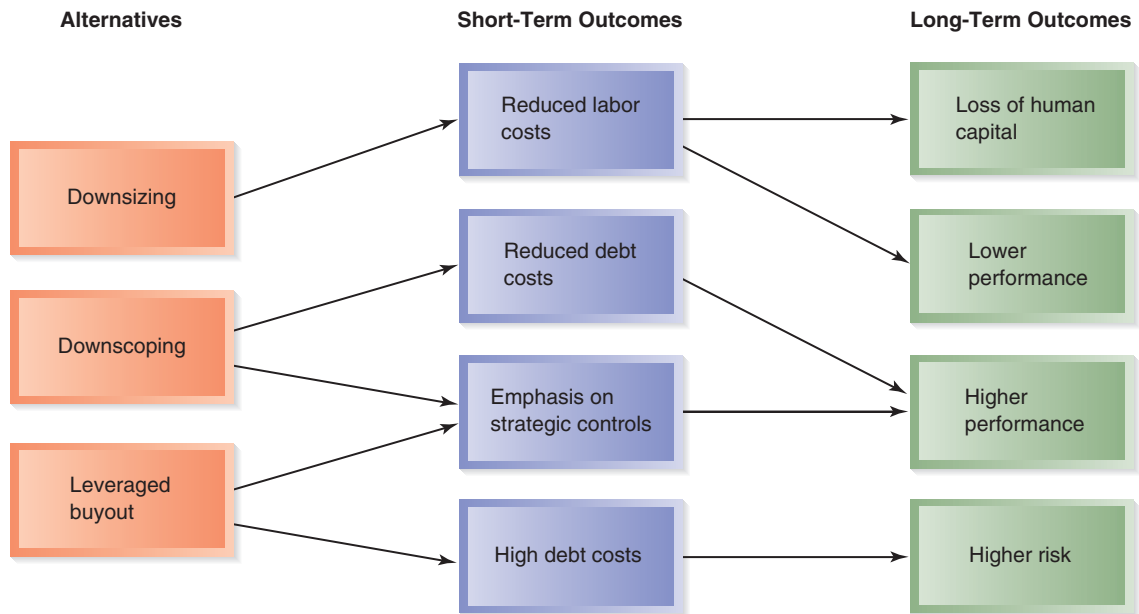 Alternatives
Short-Term Outcomes
Long-Term Outcomes
Downsizing
Downscoping
Leveraged
buyout
Reduced labor
costs
Reduced debt
costs
Emphasis on
strategic controls
High debt costs
Loss of human
capital
Lower
performance
Higher
performance
Higher risk